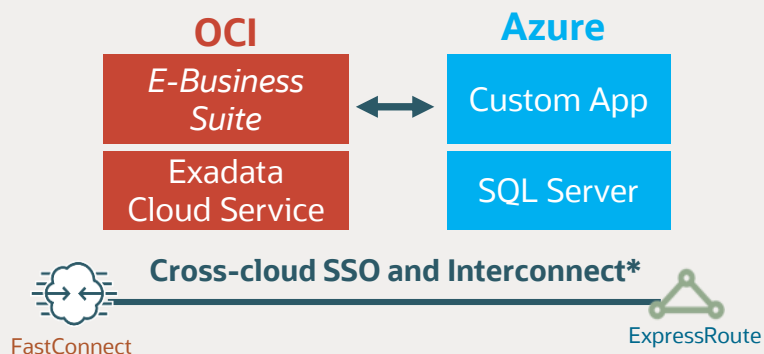 OCI
Azure
E-Business
Suite
Custom App
Exadata
Cloud Service
SQL Server
Cross-cloud SSO and Interconnect*
FastConnect
ExpressRoute